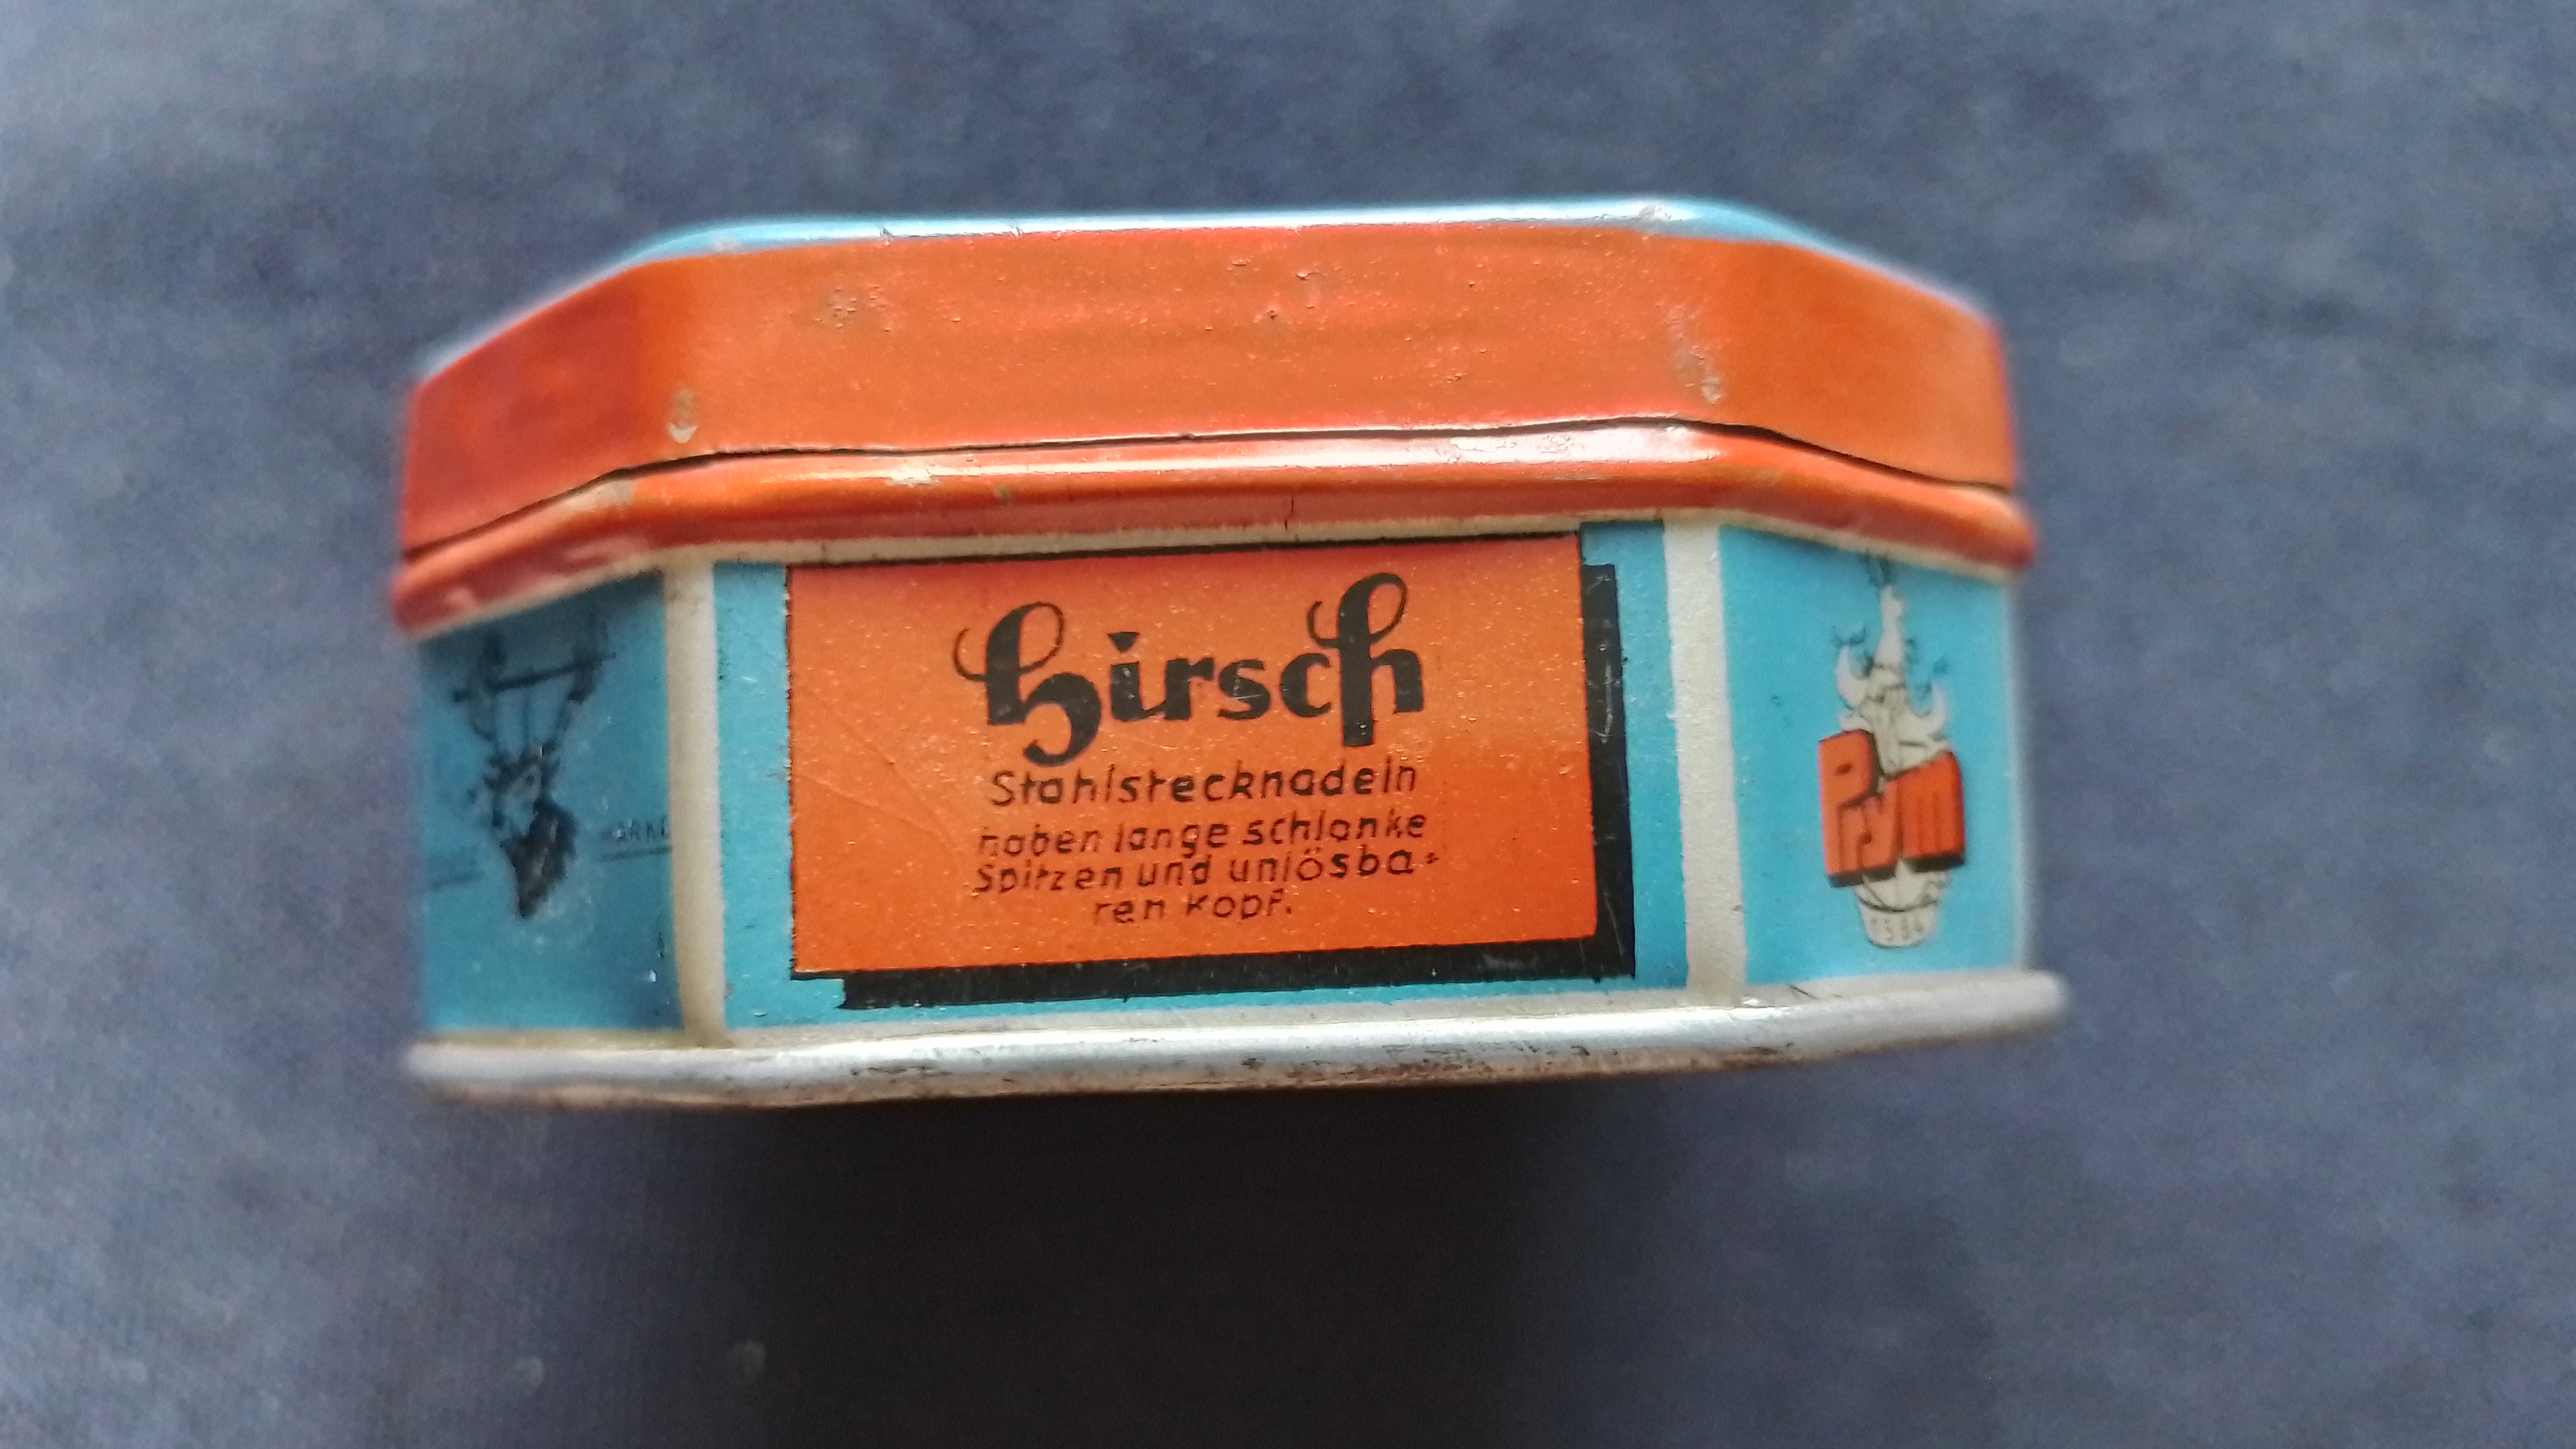 hirsch
Stahlstecknadeln
haben lange schlanke
Spitzen und unlösba=
ren Kopf.
Prym